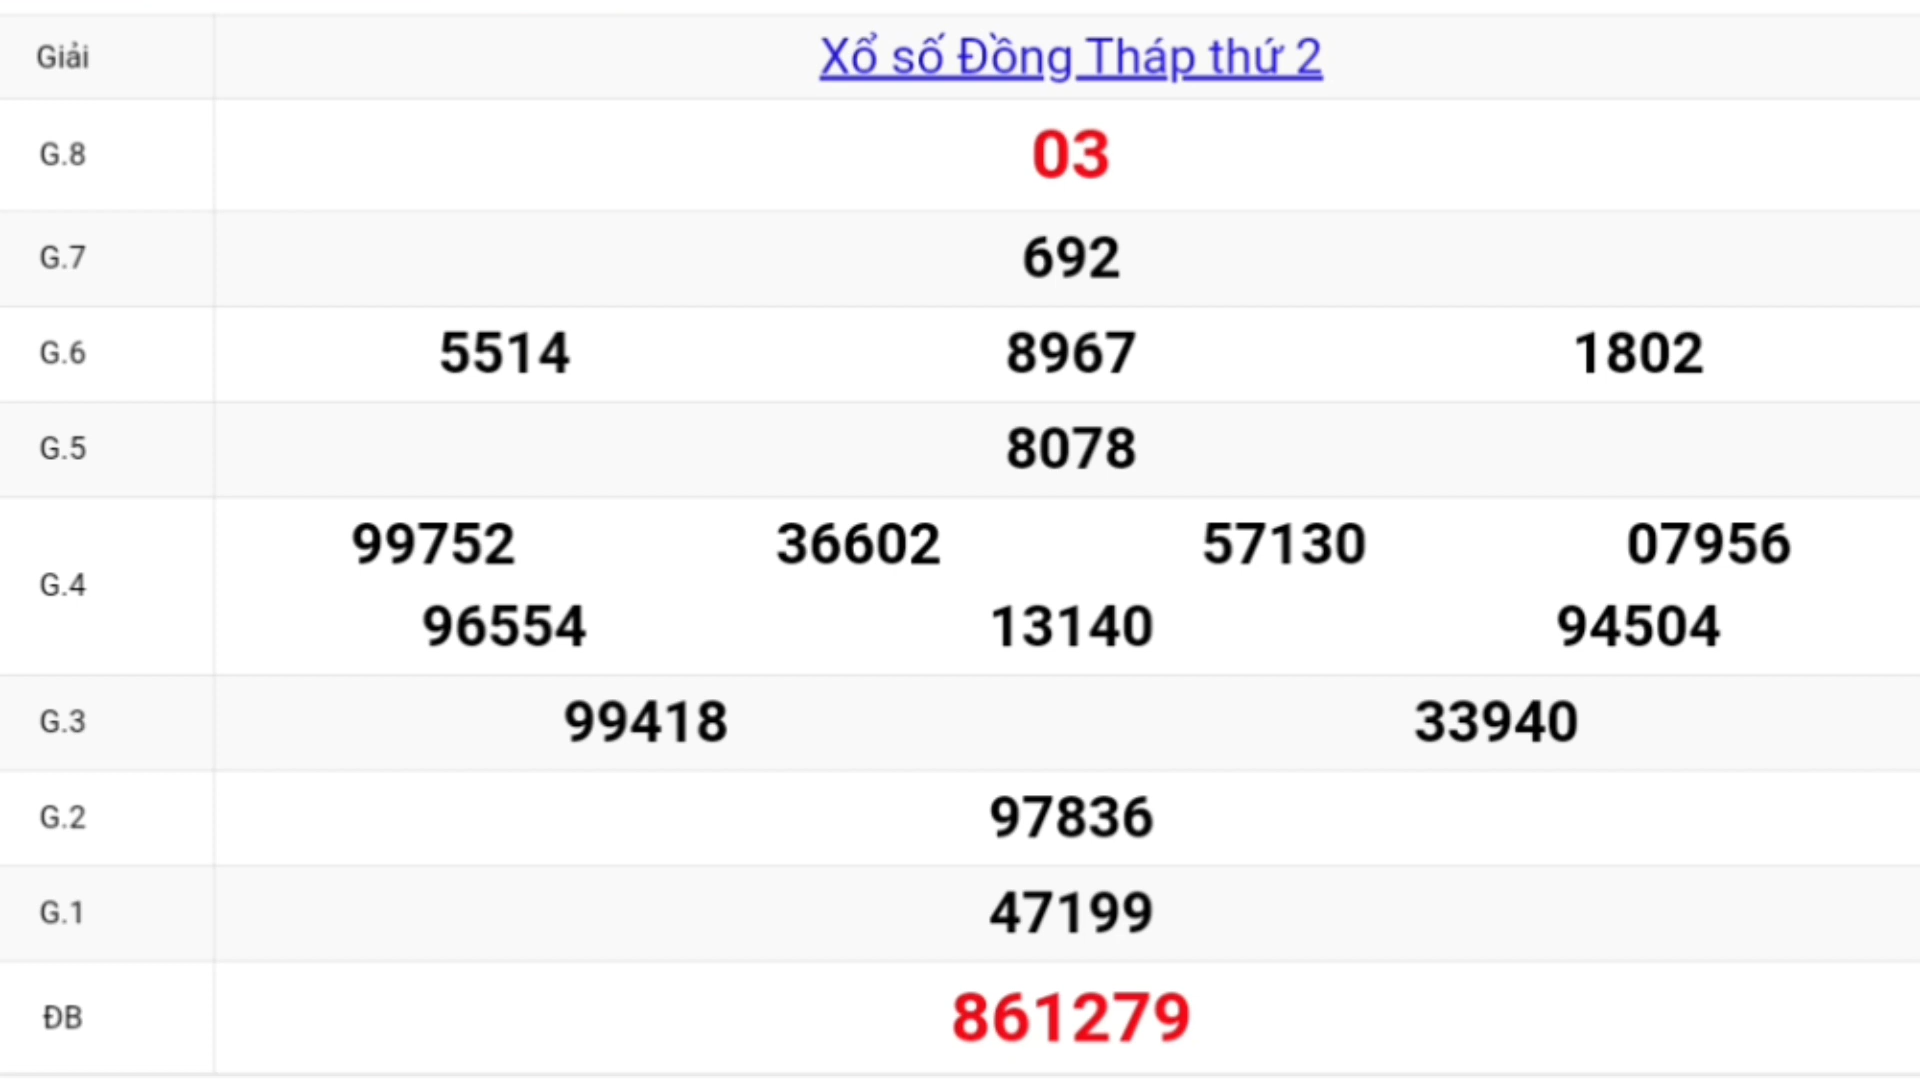 Giải Xổ số Đồng Tháp thứ 2
G.8 03
G.7 692
G.6 5514 8967 1802
G.5 8078
G.4 99752 36602 57130 07956
96554 13140 94504
G.3 99418 33940
G.2 97836
G.1 47199
ĐB 861279